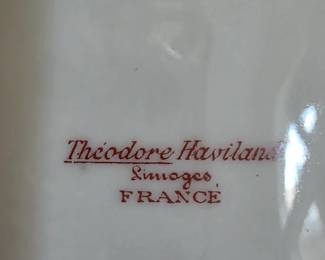 Théodore Haviland
Limoges
FRANCE